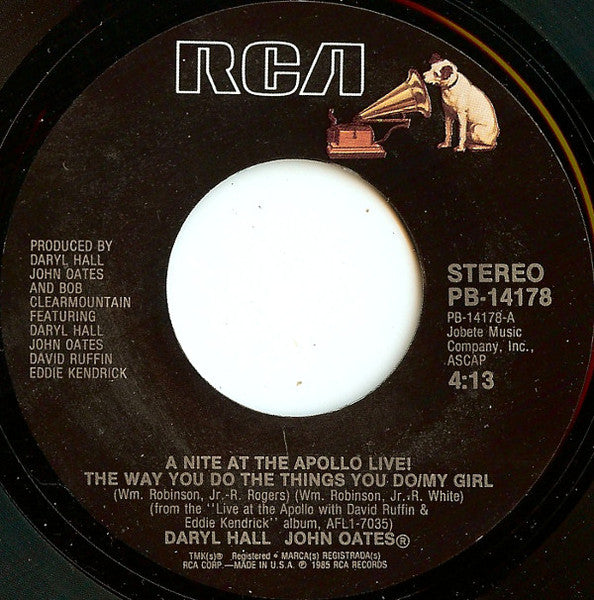 RCA
PRODUCED BY
DARYL HALL
JOHN OATES
AND BOB
CLEARMOUNTAIN
FEATURING
DARYL HALL
JOHN OATES
DAVID RUFFIN
EDDIE KENDRICK
STEREO
PB-14178
PB-14178-A
Jobete Music
Company, Inc.,
ASCAP
4:13
A NITE AT THE APOLLO LIVE!
THE WAY YOU DO THE THINGS YOU DO/MY GIRL
(Wm. Robinson, Jr.-R. Rogers) (Wm. Robinson, Jr.-R. White)
(from the "Live at the Apollo with David Ruffin &
Eddie Kendrick" album, AFL1-7035)
DARYL HALL JOHN OATES®
TMK(s)® Registered • MARCA(s) REGISTRADA(s)
RCA CORP.—MADE IN U.S.A. ℗ 1985 RCA RECORDS